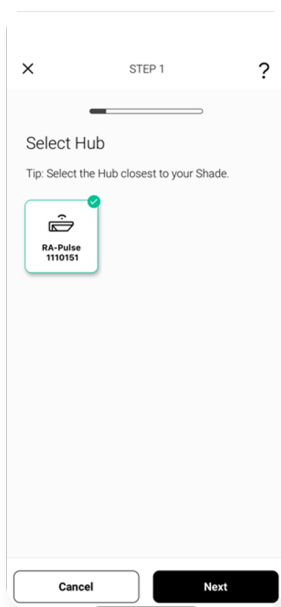 STEP 1
?
Select Hub
Tip: Select the Hub closest to your Shade.
RA-Pulse
1110151
Cancel
Next